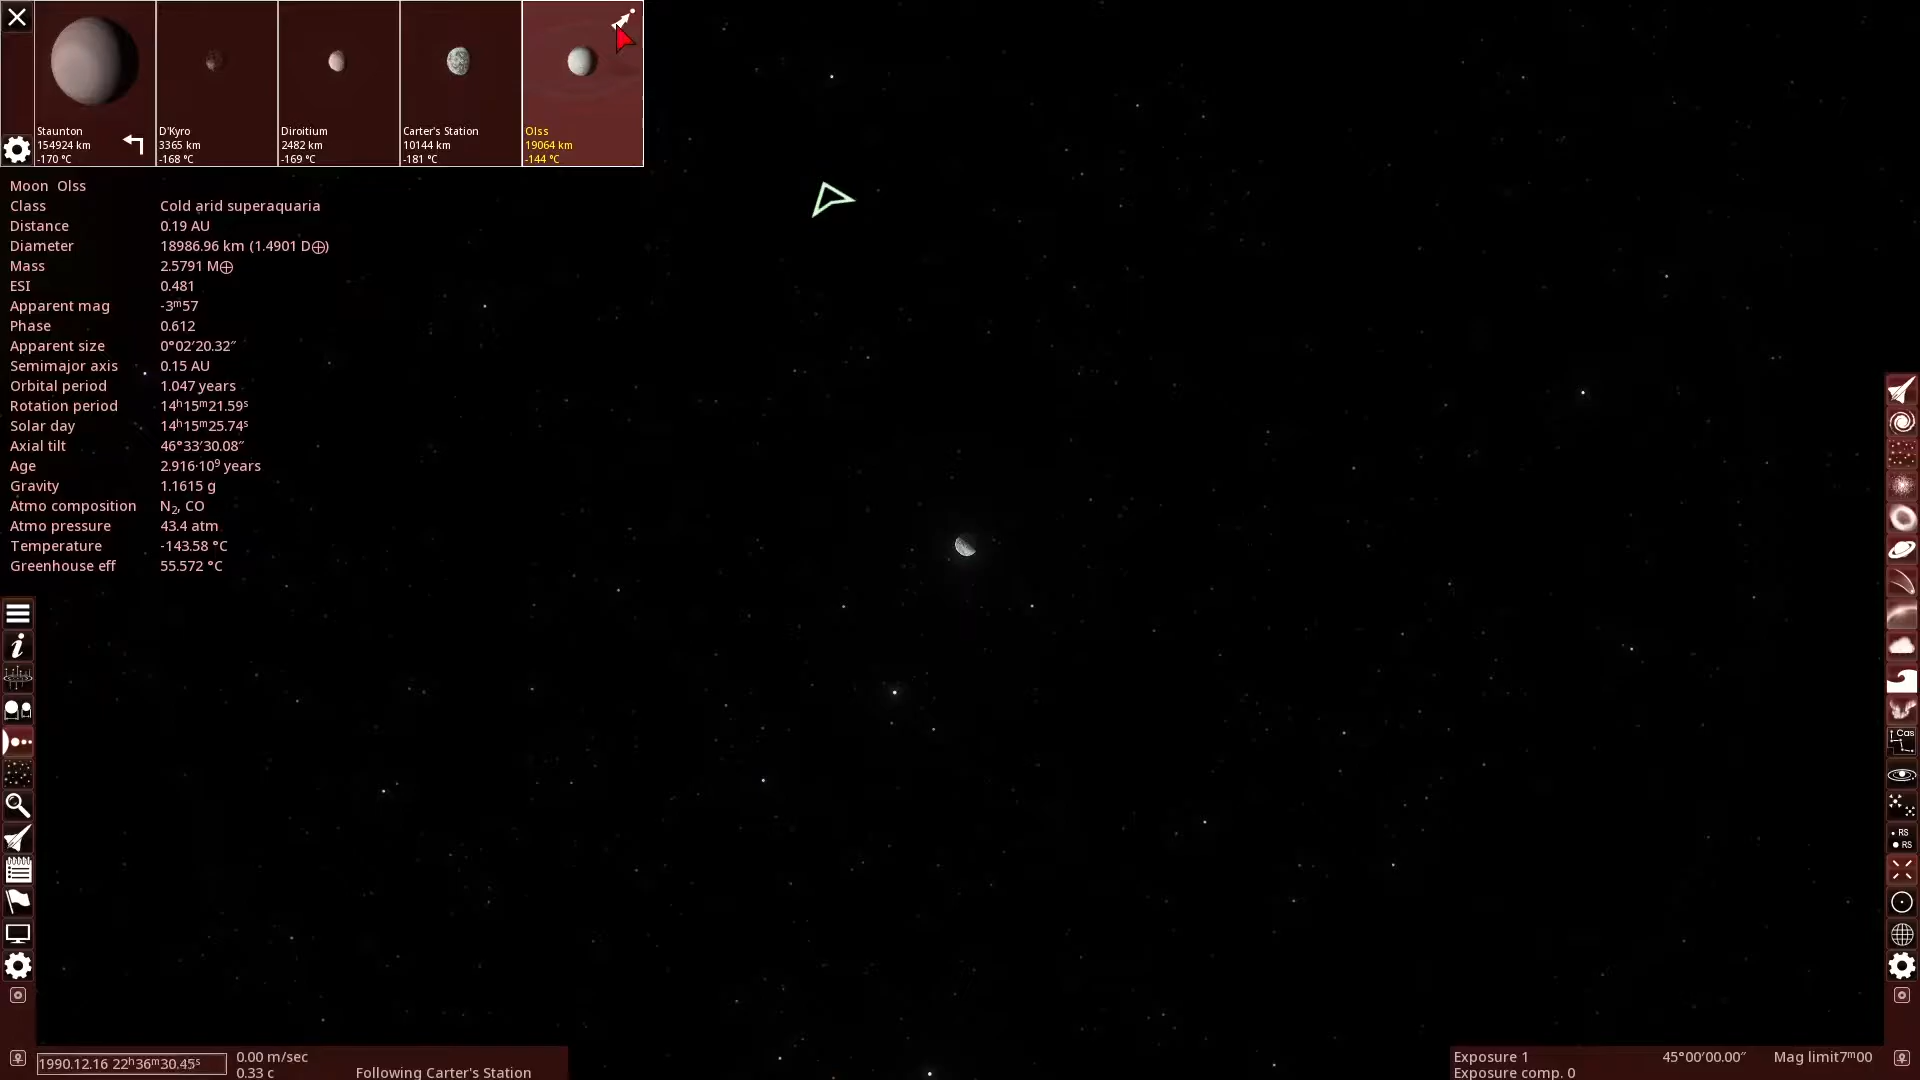 Staunton
154924 km
-170 °C
D'Kyro
3365 km
-168 °C
Diroitium
2482 km
-169 °C
Carter's Station
10144 km
-181 °C
Olss
19064 km
-144 °C
Moon Olss
Class Cold arid superaquaria
Distance 0.19 AU
Diameter 18986.96 km (1.4901 D⊕)
Mass 2.5791 M⊕
ESI 0.481
Apparent mag -3ᵐ57
Phase 0.612
Apparent size 0°02′20.32″
Semimajor axis 0.15 AU
Orbital period 1.047 years
Rotation period 14ʰ15ᵐ21.59ˢ
Solar day 14ʰ15ᵐ25.74ˢ
Axial tilt 46°33′30.08″
Age 2.916·10⁹ years
Gravity 1.1615 g
Atmo composition N₂, CO
Atmo pressure 43.4 atm
Temperature -143.58 °C
Greenhouse eff 55.572 °C
Cas
RS
RS
1990.12.16 22ʰ36ᵐ30.45ˢ
0.00 m/sec
0.33 c
Following Carter's Station
Exposure 1
Exposure comp. 0
45°00′00.00″
Mag limit7ᵐ00